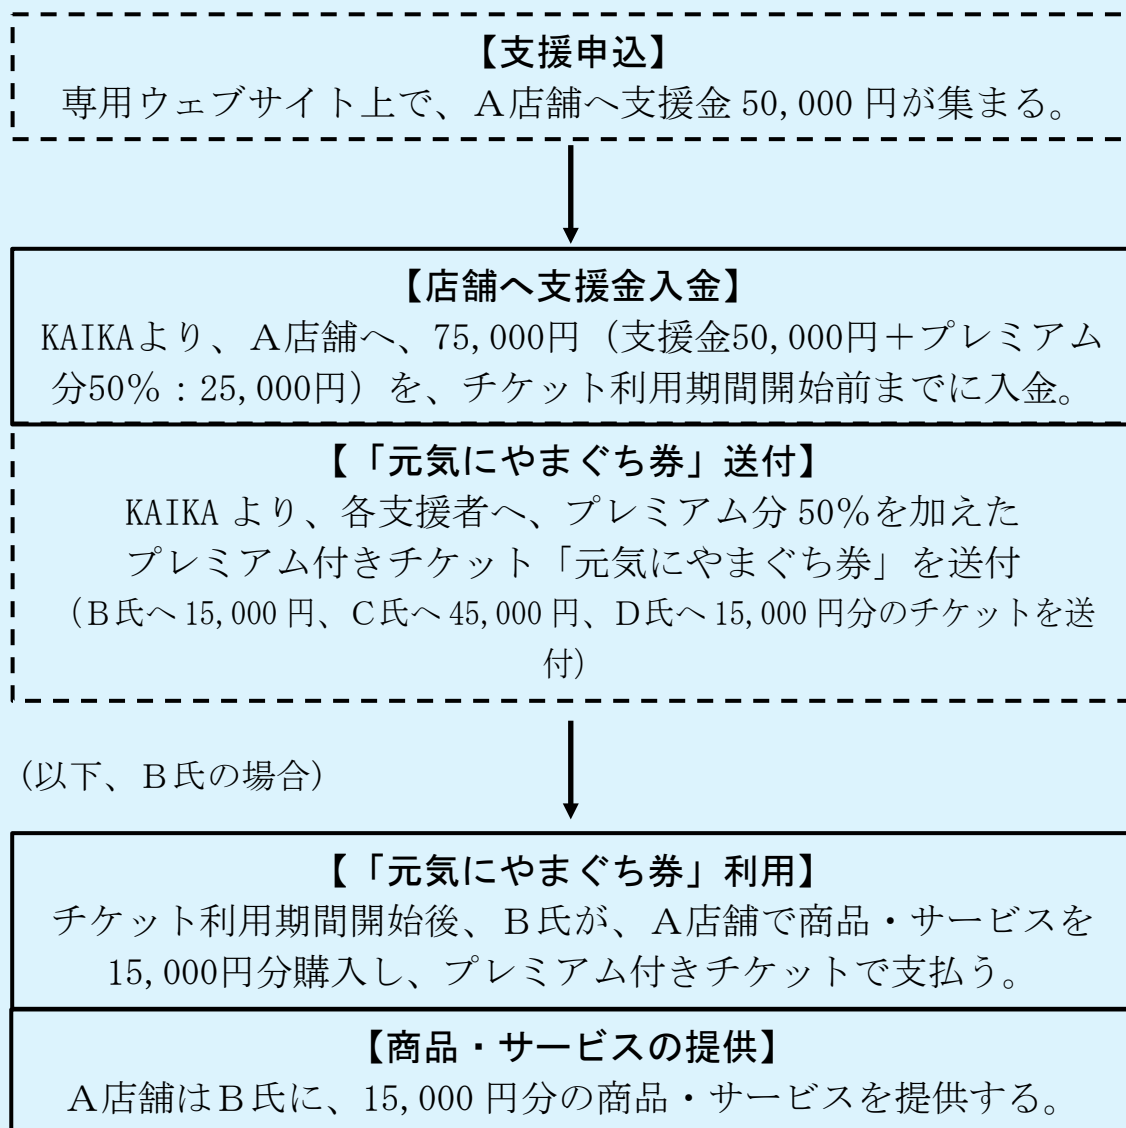 【支援申込】
専用ウェブサイト上で、Ａ店舗へ支援金 50,000 円が集まる。
【店舗へ支援金入金】
KAIKAより、Ａ店舗へ、75,000円（支援金50,000円＋プレミアム
分50％：25,000円）を、チケット利用期間開始前までに入金。
【「元気にやまぐち券」送付】
KAIKA より、各支援者へ、プレミアム分 50％を加えた
プレミアム付きチケット「元気にやまぐち券」を送付
（Ｂ氏へ 15,000 円、Ｃ氏へ 45,000 円、Ｄ氏へ 15,000 円分のチケットを送
付）
(以下、Ｂ氏の場合)
【「元気にやまぐち券」利用】
チケット利用期間開始後、Ｂ氏が、Ａ店舗で商品・サービスを
15,000円分購入し、プレミアム付きチケットで支払う。
【商品・サービスの提供】
Ａ店舗はＢ氏に、15,000 円分の商品・サービスを提供する。